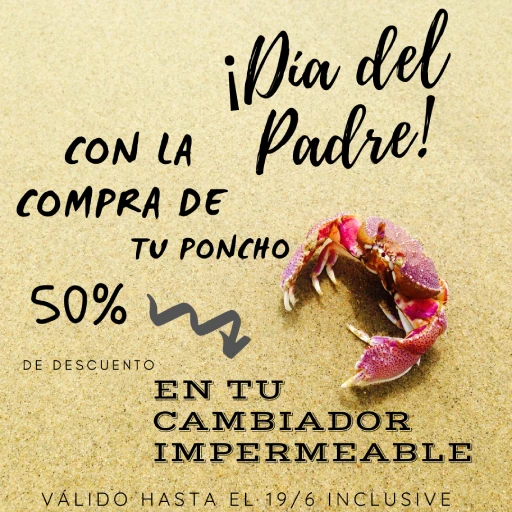 ¡Día del
Padre!
CON LA
COMPRA DE
TU PONCHO
50%
DE DESCUENTO
EN TU
CAMBIADOR
IMPERMEABLE
VÁLIDO HASTA EL 19/6 INCLUSIVE